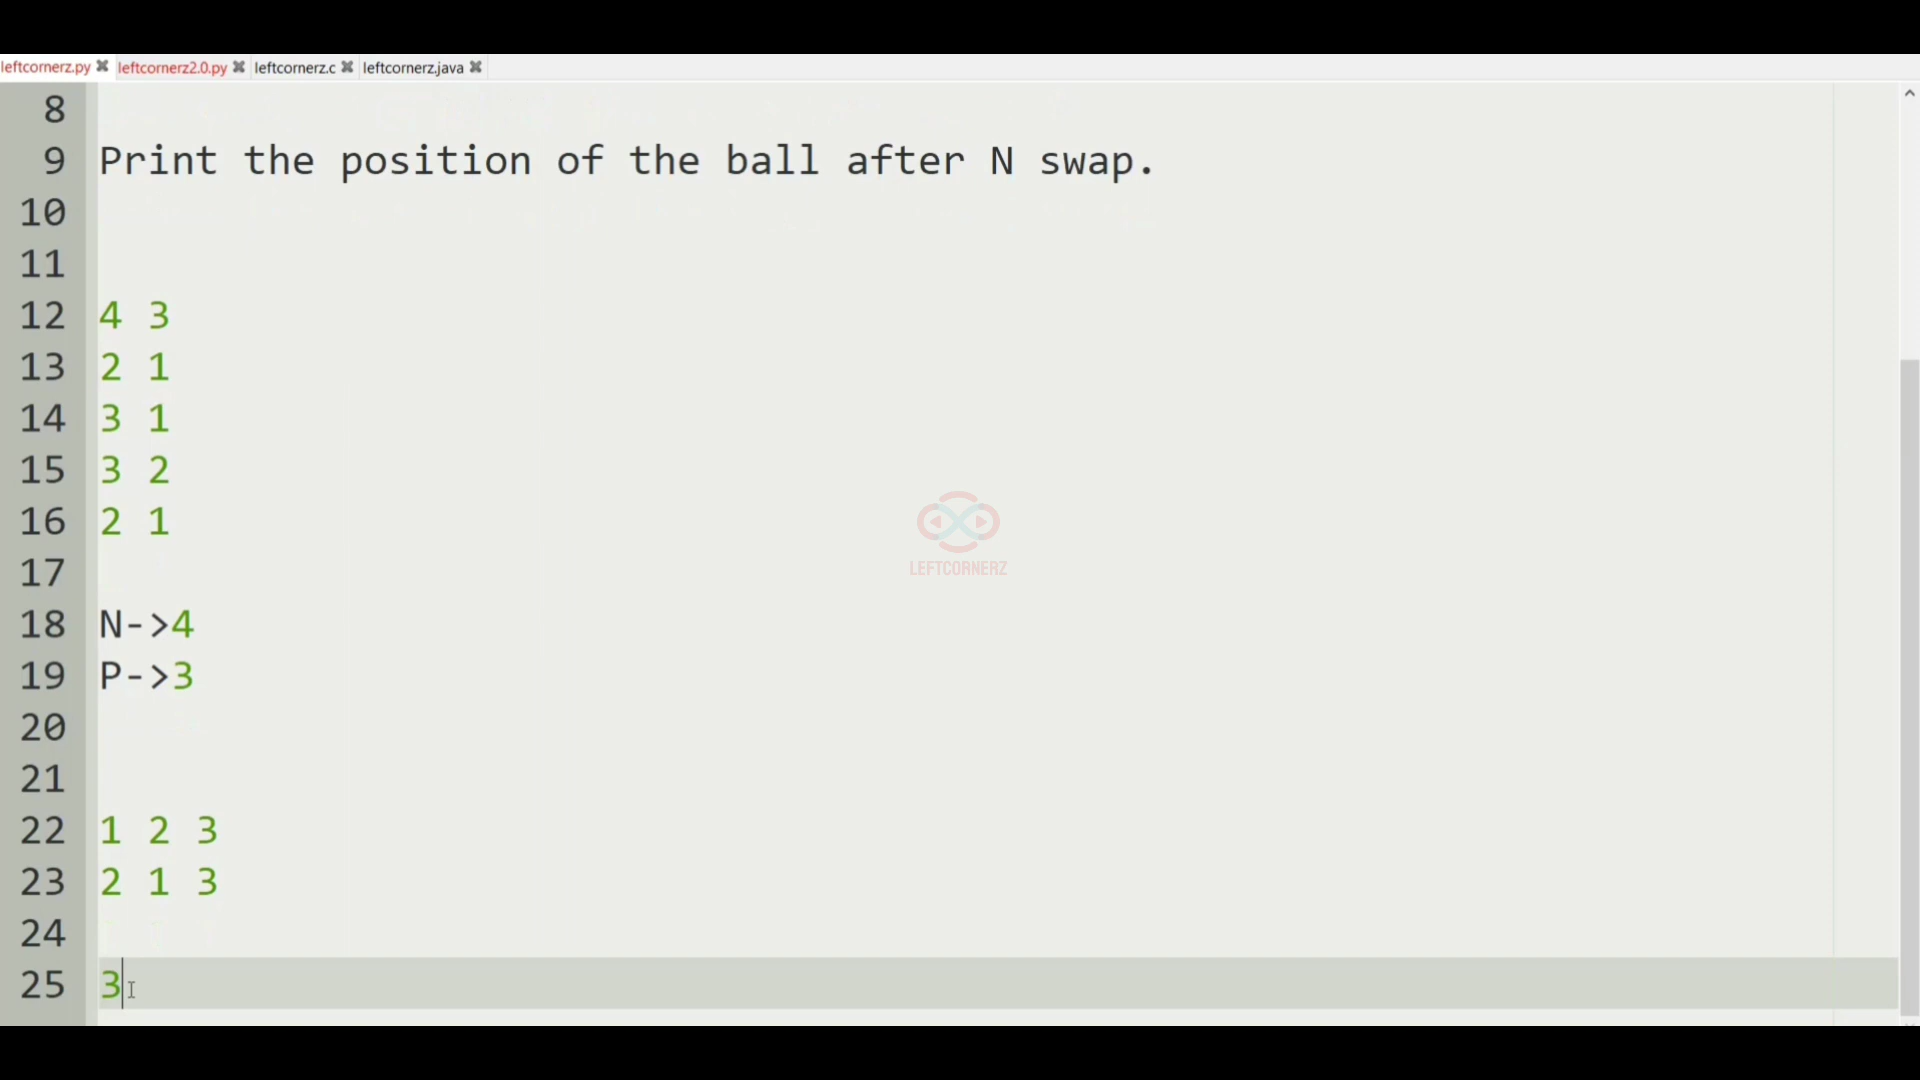 leftcornerz.py leftcornerz2.0.py leftcornerz.c leftcornerz.java
8
9 Print the position of the ball after N swap.
10
11
12 4 3
13 2 1
14 3 1
15 3 2
16 2 1
17
18 N->4
19 P->3
20
21
22 1 2 3
23 2 1 3
24
25 3
LEFTCORNERZ